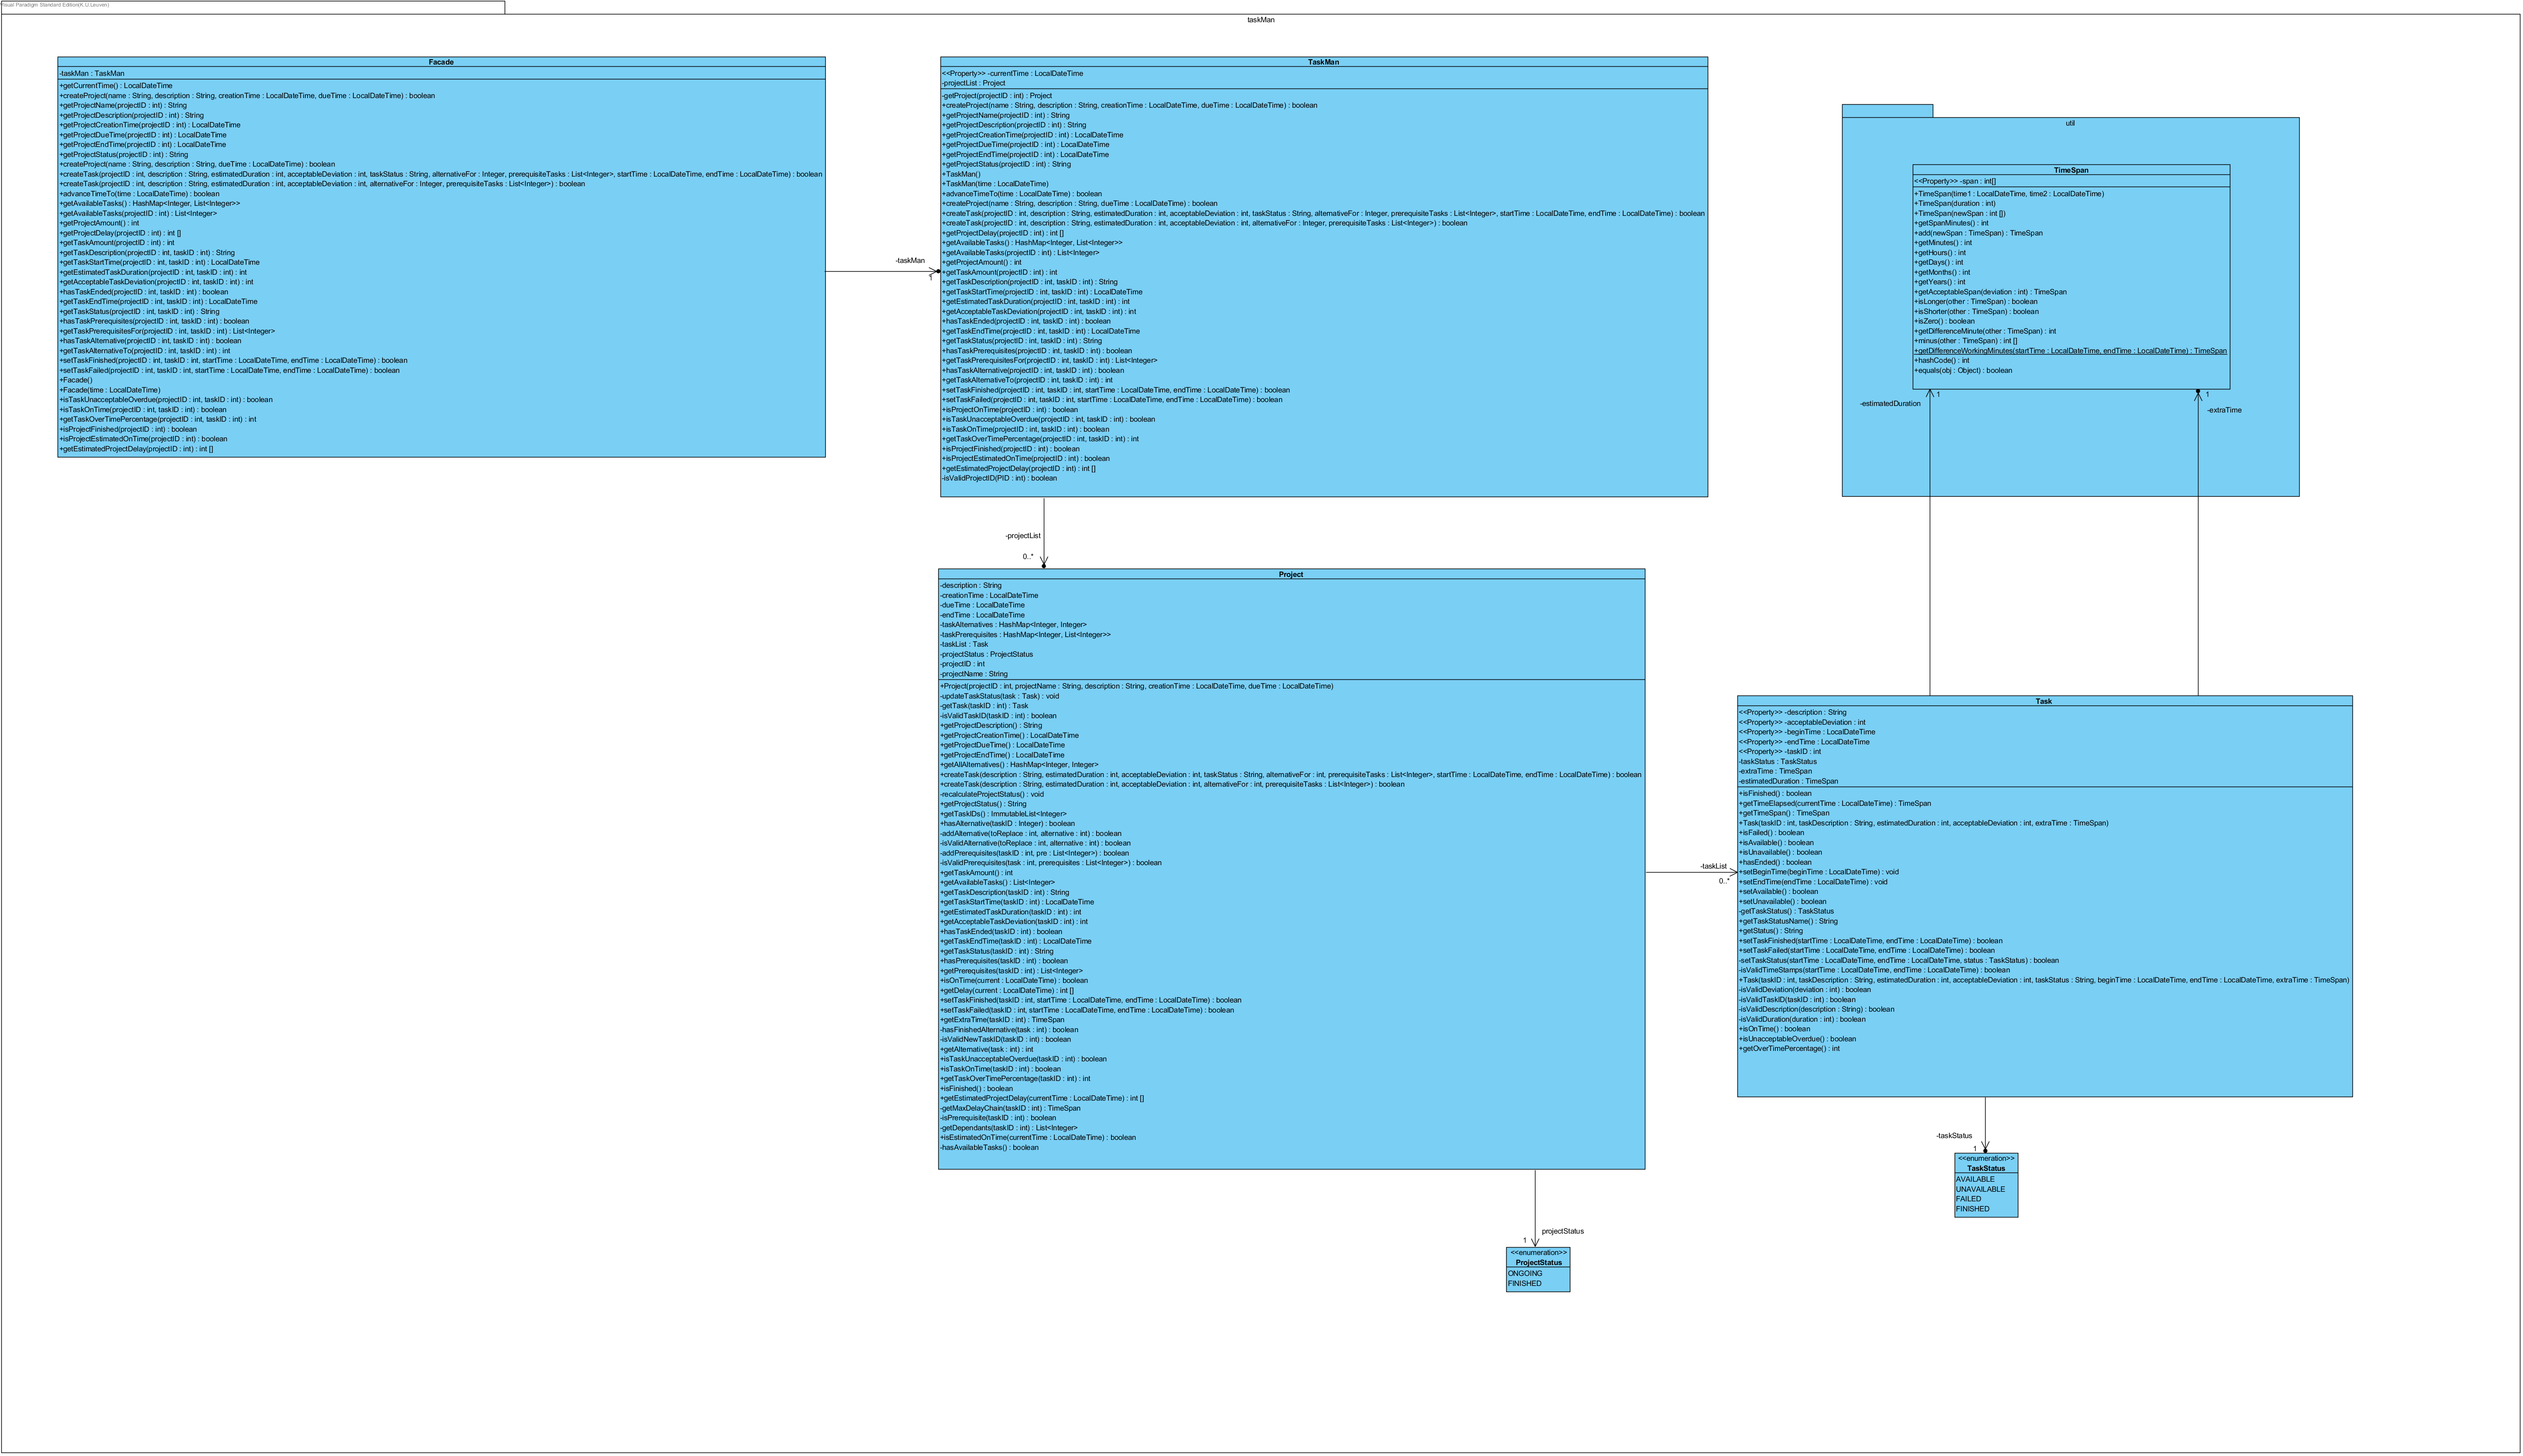 Visual Paradigm Standard Edition(K.U.Leuven)
taskMan
Facade
-taskMan : TaskMan
+getCurrentTime() : LocalDateTime
+createProject(name : String, description : String, creationTime : LocalDateTime, dueTime : LocalDateTime) : boolean
+getProjectName(projectID : int) : String
+getProjectDescription(projectID : int) : String
+getProjectCreationTime(projectID : int) : LocalDateTime
+getProjectDueTime(projectID : int) : LocalDateTime
+getProjectEndTime(projectID : int) : LocalDateTime
+getProjectStatus(projectID : int) : String
+createProject(name : String, description : String, dueTime : LocalDateTime) : boolean
+createTask(projectID : int, description : String, estimatedDuration : int, acceptableDeviation : int, taskStatus : String, alternativeFor : Integer, prerequisiteTasks : List<Integer>, startTime : LocalDateTime, endTime : LocalDateTime) : boolean
+createTask(projectID : int, description : String, estimatedDuration : int, acceptableDeviation : int, alternativeFor : Integer, prerequisiteTasks : List<Integer>) : boolean
+advanceTimeTo(time : LocalDateTime) : boolean
+getAvailableTasks() : HashMap<Integer, List<Integer>>
+getAvailableTasks(projectID : int) : List<Integer>
+getProjectAmount() : int
+getProjectDelay(projectID : int) : int []
+getTaskAmount(projectID : int) : int
+getTaskDescription(projectID : int, taskID : int) : String
+getTaskStartTime(projectID : int, taskID : int) : LocalDateTime
+getEstimatedTaskDuration(projectID : int, taskID : int) : int
+getAcceptableTaskDeviation(projectID : int, taskID : int) : int
+hasTaskEnded(projectID : int, taskID : int) : boolean
+getTaskEndTime(projectID : int, taskID : int) : LocalDateTime
+getTaskStatus(projectID : int, taskID : int) : String
+hasTaskPrerequisites(projectID : int, taskID : int) : boolean
+getTaskPrerequisitesFor(projectID : int, taskID : int) : List<Integer>
+hasTaskAlternative(projectID : int, taskID : int) : boolean
+getTaskAlternativeTo(projectID : int, taskID : int) : int
+setTaskFinished(projectID : int, taskID : int, startTime : LocalDateTime, endTime : LocalDateTime) : boolean
+setTaskFailed(projectID : int, taskID : int, startTime : LocalDateTime, endTime : LocalDateTime) : boolean
+Facade()
+Facade(time : LocalDateTime)
+isTaskUnacceptableOverdue(projectID : int, taskID : int) : boolean
+isTaskOnTime(projectID : int, taskID : int) : boolean
+getTaskOverTimePercentage(projectID : int, taskID : int) : int
+isProjectFinished(projectID : int) : boolean
+isProjectEstimatedOnTime(projectID : int) : boolean
+getEstimatedProjectDelay(projectID : int) : int []
-taskMan
1
TaskMan
<<Property>> -currentTime : LocalDateTime
-projectList : Project
-getProject(projectID : int) : Project
+createProject(name : String, description : String, creationTime : LocalDateTime, dueTime : LocalDateTime) : boolean
+getProjectName(projectID : int) : String
+getProjectDescription(projectID : int) : String
+getProjectCreationTime(projectID : int) : LocalDateTime
+getProjectDueTime(projectID : int) : LocalDateTime
+getProjectEndTime(projectID : int) : LocalDateTime
+getProjectStatus(projectID : int) : String
+TaskMan()
+TaskMan(time : LocalDateTime)
+advanceTimeTo(time : LocalDateTime) : boolean
+createProject(name : String, description : String, dueTime : LocalDateTime) : boolean
+createTask(projectID : int, description : String, estimatedDuration : int, acceptableDeviation : int, taskStatus : String, alternativeFor : Integer, prerequisiteTasks : List<Integer>, startTime : LocalDateTime, endTime : LocalDateTime) : boolean
+createTask(projectID : int, description : String, estimatedDuration : int, acceptableDeviation : int, alternativeFor : Integer, prerequisiteTasks : List<Integer>) : boolean
+getProjectDelay(projectID : int) : int []
+getAvailableTasks() : HashMap<Integer, List<Integer>>
+getAvailableTasks(projectID : int) : List<Integer>
+getProjectAmount() : int
+getTaskAmount(projectID : int) : int
+getTaskDescription(projectID : int, taskID : int) : String
+getTaskStartTime(projectID : int, taskID : int) : LocalDateTime
+getEstimatedTaskDuration(projectID : int, taskID : int) : int
+getAcceptableTaskDeviation(projectID : int, taskID : int) : int
+hasTaskEnded(projectID : int, taskID : int) : boolean
+getTaskEndTime(projectID : int, taskID : int) : LocalDateTime
+getTaskStatus(projectID : int, taskID : int) : String
+hasTaskPrerequisites(projectID : int, taskID : int) : boolean
+getTaskPrerequisitesFor(projectID : int, taskID : int) : List<Integer>
+hasTaskAlternative(projectID : int, taskID : int) : boolean
+getTaskAlternativeTo(projectID : int, taskID : int) : int
+setTaskFinished(projectID : int, taskID : int, startTime : LocalDateTime, endTime : LocalDateTime) : boolean
+setTaskFailed(projectID : int, taskID : int, startTime : LocalDateTime, endTime : LocalDateTime) : boolean
+isProjectOnTime(projectID : int) : boolean
+isTaskUnacceptableOverdue(projectID : int, taskID : int) : boolean
+isTaskOnTime(projectID : int, taskID : int) : boolean
+getTaskOverTimePercentage(projectID : int, taskID : int) : int
+isProjectFinished(projectID : int) : boolean
+isProjectEstimatedOnTime(projectID : int) : boolean
+getEstimatedProjectDelay(projectID : int) : int []
-isValidProjectID(PID : int) : boolean
util
TimeSpan
<<Property>> -span : int[]
+TimeSpan(time1 : LocalDateTime, time2 : LocalDateTime)
+TimeSpan(duration : int)
+TimeSpan(newSpan : int [])
+getSpanMinutes() : int
+add(newSpan : TimeSpan) : TimeSpan
+getMinutes() : int
+getHours() : int
+getDays() : int
+getMonths() : int
+getYears() : int
+getAcceptableSpan(deviation : int) : TimeSpan
+isLonger(other : TimeSpan) : boolean
+isShorter(other : TimeSpan) : boolean
+isZero() : boolean
+getDifferenceMinute(other : TimeSpan) : int
+minus(other : TimeSpan) : int []
+getDifferenceWorkingMinutes(startTime : LocalDateTime, endTime : LocalDateTime) : TimeSpan
+hashCode() : int
+equals(obj : Object) : boolean
1
-estimatedDuration
1
-extraTime
-projectList
0..*
Project
-description : String
-creationTime : LocalDateTime
-dueTime : LocalDateTime
-endTime : LocalDateTime
-taskAlternatives : HashMap<Integer, Integer>
-taskPrerequisites : HashMap<Integer, List<Integer>>
-taskList : Task
-projectStatus : ProjectStatus
-projectID : int
-projectName : String
+Project(projectID : int, projectName : String, description : String, creationTime : LocalDateTime, dueTime : LocalDateTime)
-updateTaskStatus(task : Task) : void
-getTask(taskID : int) : Task
-isValidTaskID(taskID : int) : boolean
+getProjectDescription() : String
+getProjectCreationTime() : LocalDateTime
+getProjectDueTime() : LocalDateTime
+getProjectEndTime() : LocalDateTime
+getAllAlternatives() : HashMap<Integer, Integer>
+createTask(description : String, estimatedDuration : int, acceptableDeviation : int, taskStatus : String, alternativeFor : int, prerequisiteTasks : List<Integer>, startTime : LocalDateTime, endTime : LocalDateTime) : boolean
+createTask(description : String, estimatedDuration : int, acceptableDeviation : int, alternativeFor : int, prerequisiteTasks : List<Integer>) : boolean
-recalculateProjectStatus() : void
+getProjectStatus() : String
+getTaskIDs() : ImmutableList<Integer>
+hasAlternative(taskID : Integer) : boolean
-addAlternative(toReplace : int, alternative : int) : boolean
-isValidAlternative(toReplace : int, alternative : int) : boolean
-addPrerequisites(taskID : int, pre : List<Integer>) : boolean
-isValidPrerequisites(task : int, prerequisites : List<Integer>) : boolean
+getTaskAmount() : int
+getAvailableTasks() : List<Integer>
+getTaskDescription(taskID : int) : String
+getTaskStartTime(taskID : int) : LocalDateTime
+getEstimatedTaskDuration(taskID : int) : int
+getAcceptableTaskDeviation(taskID : int) : int
+hasTaskEnded(taskID : int) : boolean
+getTaskEndTime(taskID : int) : LocalDateTime
+getTaskStatus(taskID : int) : String
+hasPrerequisites(taskID : int) : boolean
+getPrerequisites(taskID : int) : List<Integer>
+isOnTime(current : LocalDateTime) : boolean
+getDelay(current : LocalDateTime) : int []
+setTaskFinished(taskID : int, startTime : LocalDateTime, endTime : LocalDateTime) : boolean
+setTaskFailed(taskID : int, startTime : LocalDateTime, endTime : LocalDateTime) : boolean
+getExtraTime(taskID : int) : TimeSpan
-hasFinishedAlternative(task : int) : boolean
-isValidNewTaskID(taskID : int) : boolean
+getAlternative(task : int) : int
+isTaskUnacceptableOverdue(taskID : int) : boolean
+isTaskOnTime(taskID : int) : boolean
+getTaskOverTimePercentage(taskID : int) : int
+isFinished() : boolean
+getEstimatedProjectDelay(currentTime : LocalDateTime) : int []
-getMaxDelayChain(taskID : int) : TimeSpan
-isPrerequisite(taskID : int) : boolean
-getDependants(taskID : int) : List<Integer>
+isEstimatedOnTime(currentTime : LocalDateTime) : boolean
-hasAvailableTasks() : boolean
-taskList
0..*
Task
<<Property>> -description : String
<<Property>> -acceptableDeviation : int
<<Property>> -beginTime : LocalDateTime
<<Property>> -endTime : LocalDateTime
<<Property>> -taskID : int
-taskStatus : TaskStatus
-extraTime : TimeSpan
-estimatedDuration : TimeSpan
+isFinished() : boolean
+getTimeElapsed(currentTime : LocalDateTime) : TimeSpan
+getTimeSpan() : TimeSpan
+Task(taskID : int, taskDescription : String, estimatedDuration : int, acceptableDeviation : int, extraTime : TimeSpan)
+isFailed() : boolean
+isAvailable() : boolean
+isUnavailable() : boolean
+hasEnded() : boolean
+setBeginTime(beginTime : LocalDateTime) : void
+setEndTime(endTime : LocalDateTime) : void
+setAvailable() : boolean
+setUnavailable() : boolean
-getTaskStatus() : TaskStatus
+getTaskStatusName() : String
+getStatus() : String
+setTaskFinished(startTime : LocalDateTime, endTime : LocalDateTime) : boolean
+setTaskFailed(startTime : LocalDateTime, endTime : LocalDateTime) : boolean
-setTaskStatus(startTime : LocalDateTime, endTime : LocalDateTime, status : TaskStatus) : boolean
-isValidTimeStamps(startTime : LocalDateTime, endTime : LocalDateTime) : boolean
+Task(taskID : int, taskDescription : String, estimatedDuration : int, acceptableDeviation : int, taskStatus : String, beginTime : LocalDateTime, endTime : LocalDateTime, extraTime : TimeSpan)
-isValidDeviation(deviation : int) : boolean
-isValidTaskID(taskID : int) : boolean
-isValidDescription(description : String) : boolean
-isValidDuration(duration : int) : boolean
+isOnTime() : boolean
+isUnacceptableOverdue() : boolean
+getOverTimePercentage() : int
-taskStatus
1
<<enumeration>>
TaskStatus
AVAILABLE
UNAVAILABLE
FAILED
FINISHED
projectStatus
1
<<enumeration>>
ProjectStatus
ONGOING
FINISHED